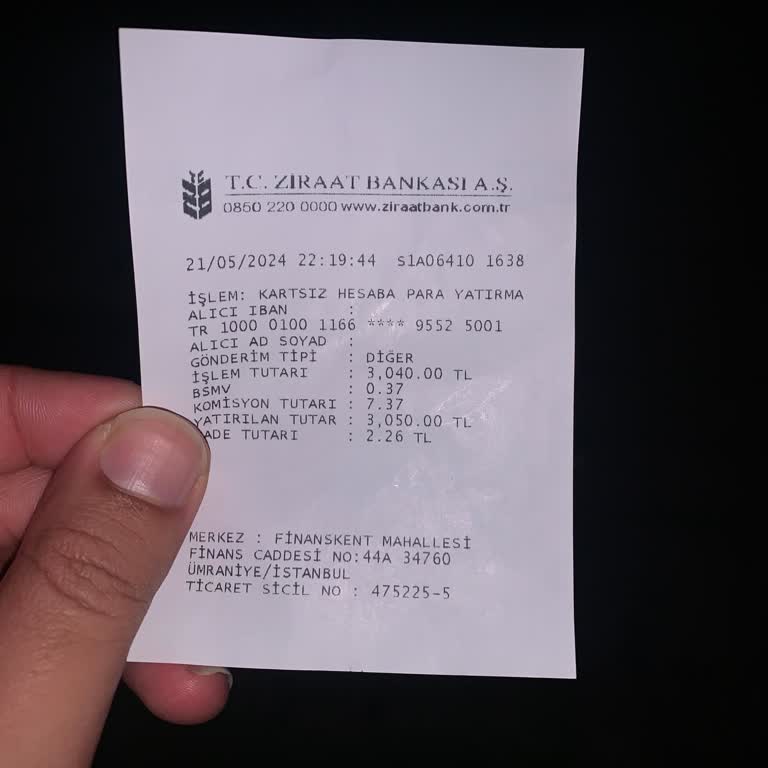 T.C. ZİRAAT BANKASI A.Ş.
0850 220 0000 www.ziraatbank.com.tr
21/05/2024 22:19:44 S1A06410 1638
İŞLEM: KARTSIZ HESABA PARA YATIRMA
ALICI IBAN :
TR 1000 0100 1166 **** 9552 5001
ALICI AD SOYAD :
GÖNDERİM TİPİ : DİĞER
İŞLEM TUTARI : 3,040.00 TL
BSMV : 0.37
KOMİSYON TUTARI : 7.37
YATIRILAN TUTAR : 3,050.00 TL
ADE TUTARI : 2.26 TL
MERKEZ : FİNANSKENT MAHALLESİ
FİNANS CADDESİ NO:44A 34760
ÜMRANİYE/İSTANBUL
TİCARET SİCİL NO : 475225-5